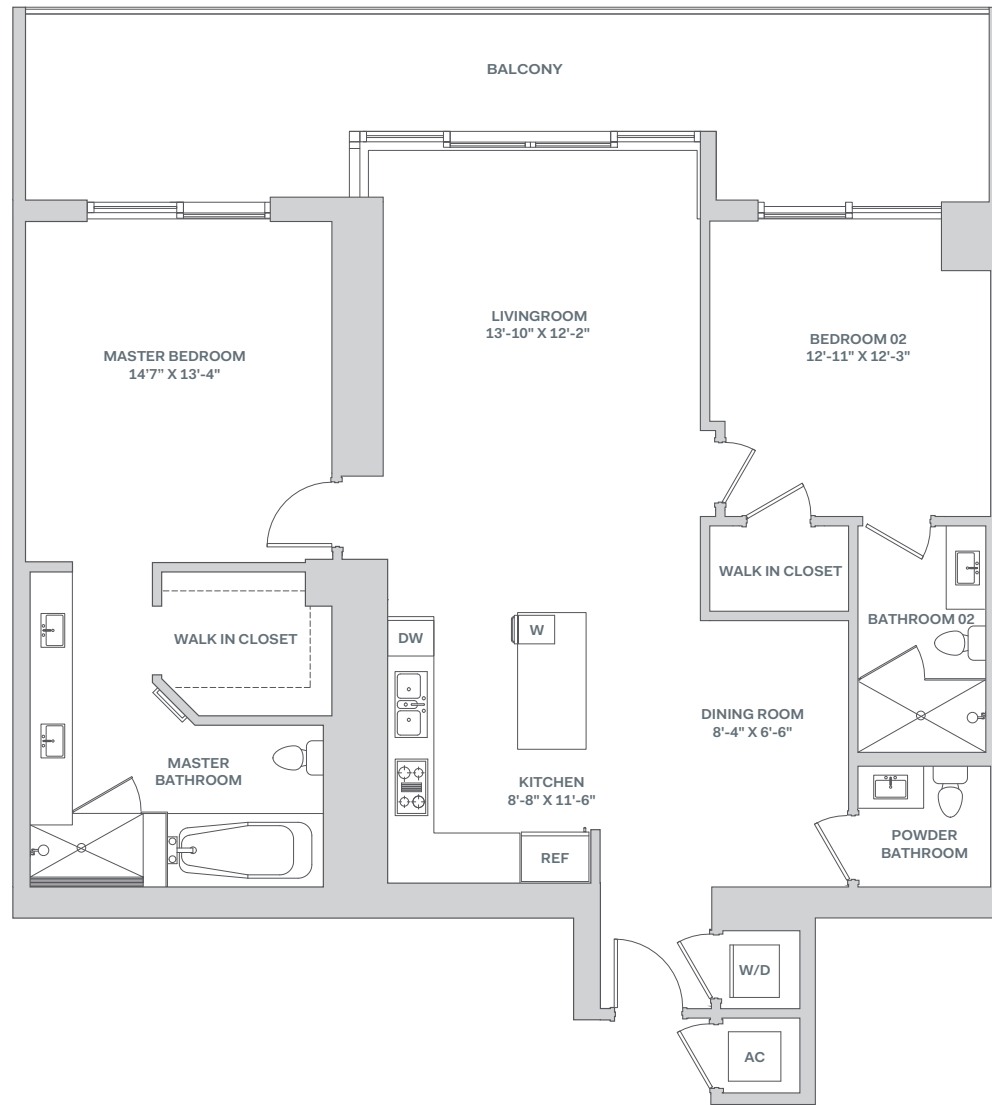 BALCONY
LIVINGROOM
13'-10" X 12'-2"
BEDROOM 02
12'-11" X 12'-3"
MASTER BEDROOM
14'7” X 13'-4"
WALK IN CLOSET
BATHROOM 02
WALK IN CLOSET
DW
W
DINING ROOM
8'-4" X 6'-6"
MASTER
BATHROOM
KITCHEN
8'-8" X 11'-6"
REF
POWDER
BATHROOM
W/D
AC